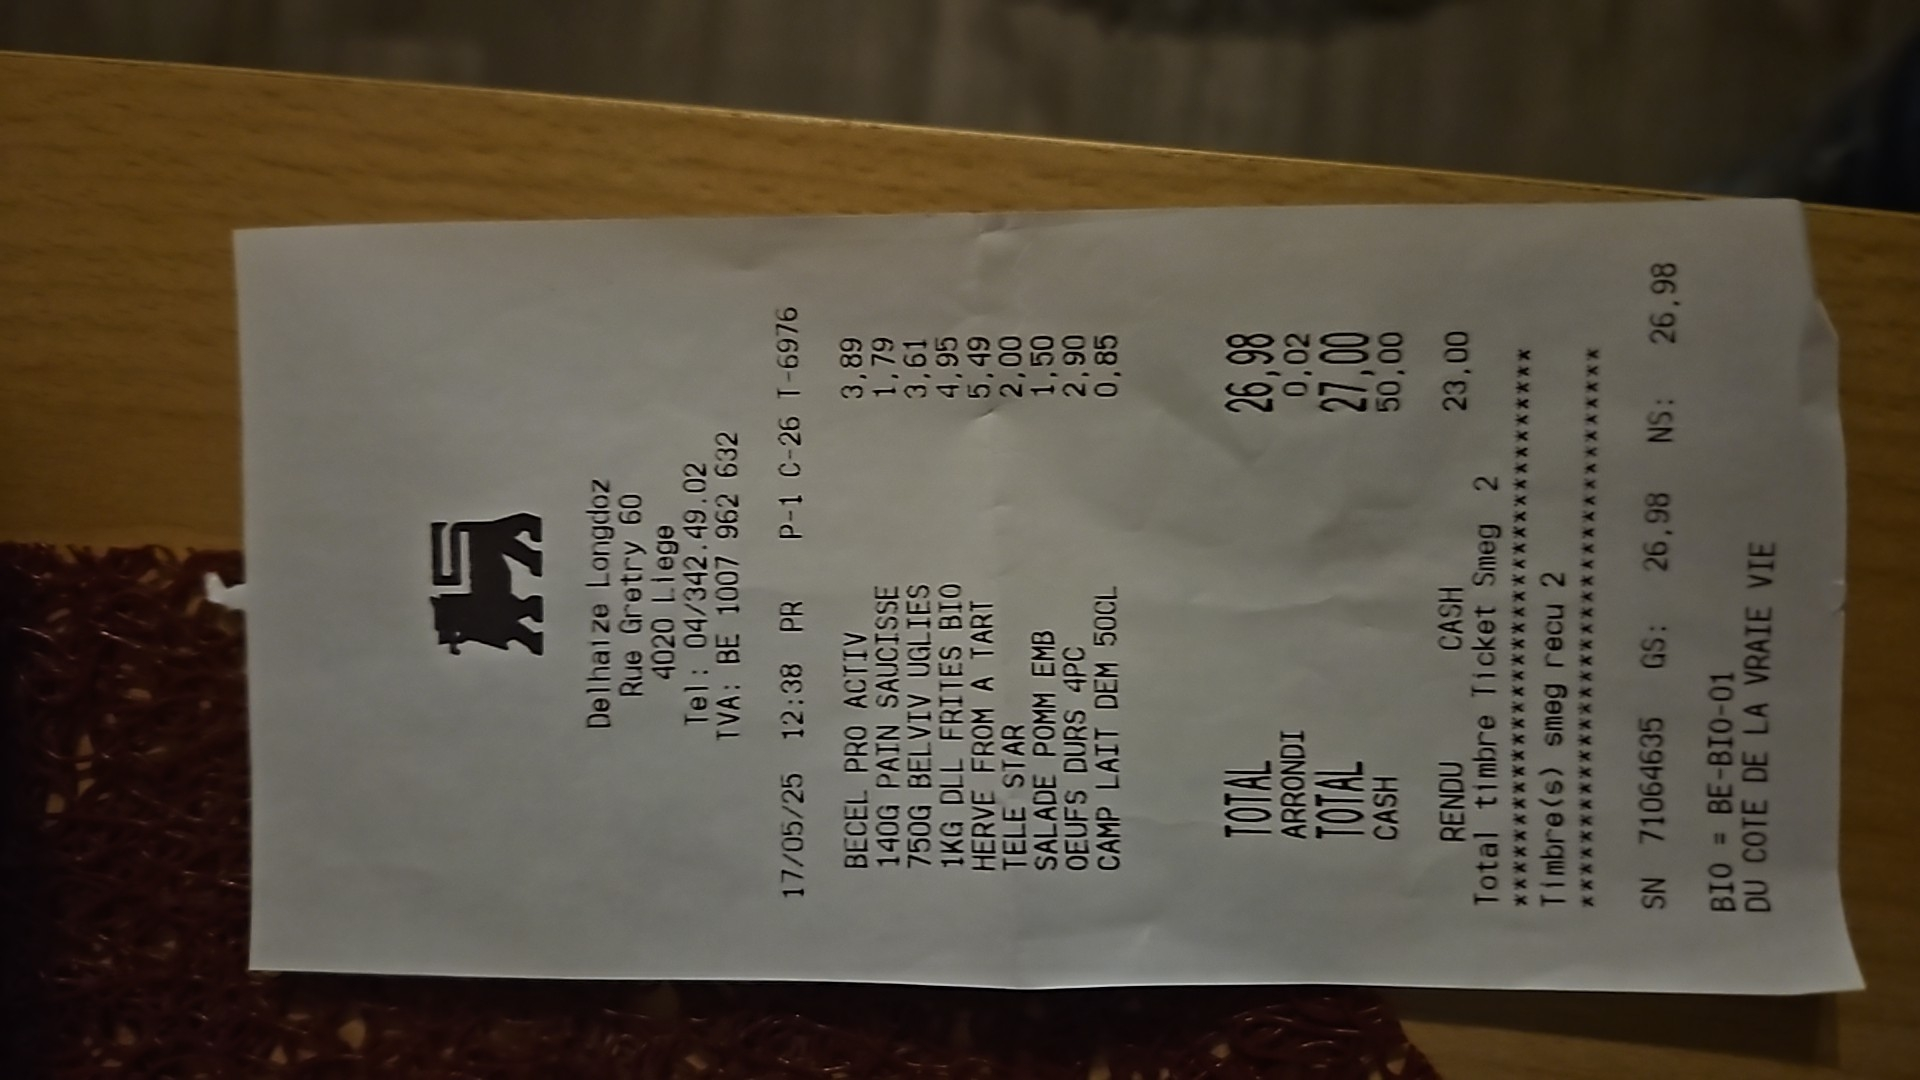 Delhaize Longdoz
Rue Gretry 60
4020 Liege
Tel: 04/342.49.02
TVA: BE 1007 962 632
17/05/25 12:38 PR P-1 C-26 T-6976
BECEL PRO ACTIV 3,89
140G PAIN SAUCISSE 1,79
750G BELVIV UGLIES 3,61
1KG DLL FRITES BIO 4,95
HERVE FROM A TART 5,49
TELE STAR 2,00
SALADE POMM EMB 1,50
OEUFS DURS 4PC 2,90
CAMP LAIT DEM 50CL 0,85
TOTAL 26,98
ARRONDI 0,02
TOTAL 27,00
CASH 50,00
RENDU CASH 23,00
Total timbre Ticket Smeg 2
****************************************
Timbre(s) smeg recu 2
****************************************
SN 71064635 GS: 26,98 NS: 26,98
BIO = BE-BIO-01
DU COTE DE LA VRAIE VIE